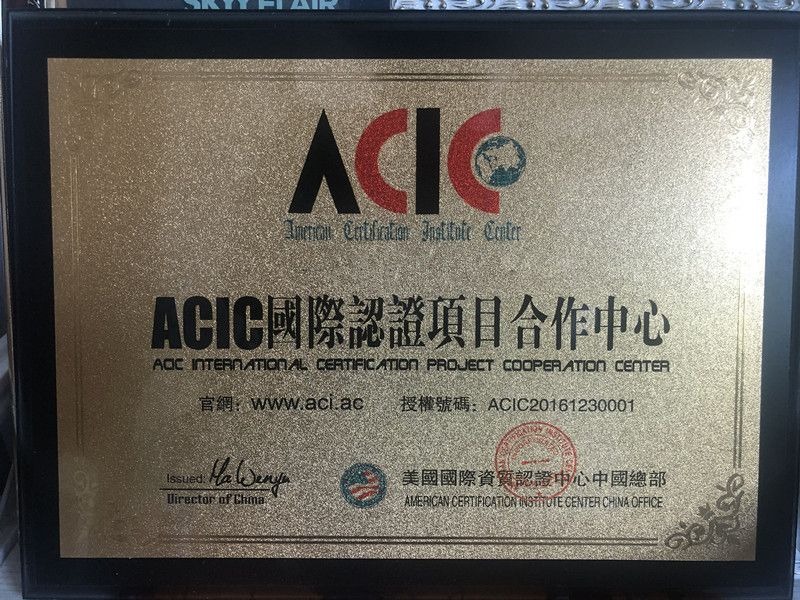 SKYY FLAIR
ACIC
American Certification Institute Center
ACIC國際認證項目合作中心
ACIC INTERNATIONAL CERTIFICATION PROJECT COOPERATION CENTER
官網：www.aci.ac 授權號碼：ACIC20161230001
Issued: Ma Wenyu
Director of China
美國國際資質認證中心中國總部
AMERICAN CERTIFICATION INSTITUTE CENTER CHINA OFFICE